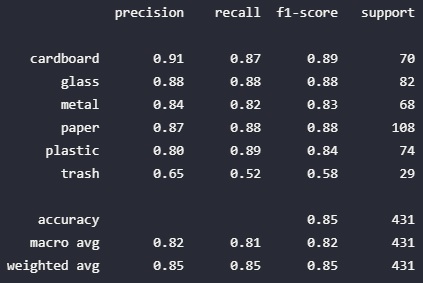 precision recall f1-score support
cardboard 0.91 0.87 0.89 70
glass 0.88 0.88 0.88 82
metal 0.84 0.82 0.83 68
paper 0.87 0.88 0.88 108
plastic 0.80 0.89 0.84 74
trash 0.65 0.52 0.58 29
accuracy 0.85 431
macro avg 0.82 0.81 0.82 431
weighted avg 0.85 0.85 0.85 431